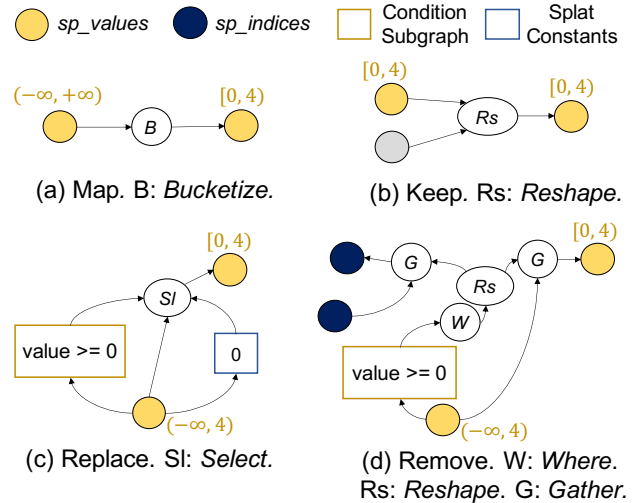 sp_values
sp_indices
Condition Subgraph
Splat Constants
(−∞, +∞)
[0, 4)
B
(a) Map. B: Bucketize.
[0, 4)
[0, 4)
Rs
(b) Keep. Rs: Reshape.
[0, 4)
Sl
value >= 0
0
(−∞, 4)
(c) Replace. Sl: Select.
[0, 4)
G
G
Rs
W
value >= 0
(−∞, 4)
(d) Remove. W: Where.
Rs: Reshape. G: Gather.